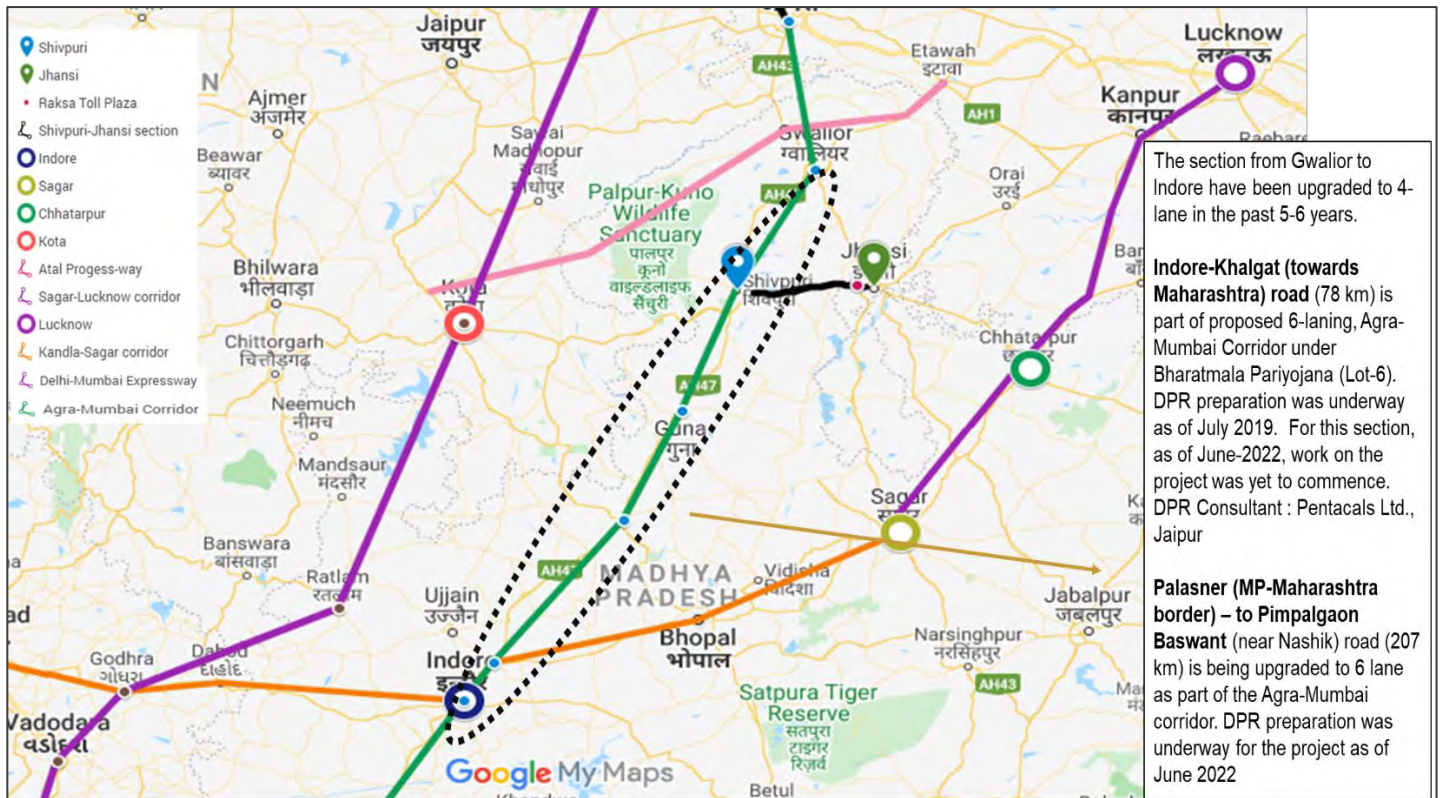 Shivpuri
Jhansi
Raksa Toll Plaza
Shivpuri-Jhansi section
Indore
Sagar
Chhatarpur
Kota
Atal Progess-way
Sagar-Lucknow corridor
Lucknow
Kandla-Sagar corridor
Delhi-Mumbai Expressway
Agra-Mumbai Corridor
Jaipur
जयपुर
N
Ajmer
अजमेर
Beawar
ब्यावर
Sawai
Madhopur
सवाई
माधोपुर
AH43
Etawah
इटावा
AH1
Lucknow
लखनऊ
Kanpur
कानपुर
Raebare
Gwalior
ग्वालियर
Orai
उरई
Palpur-Kuno
Wildlife
Sanctuary
पालपुर
कूनो
वाइल्डलाइफ
सैंचुरी
Jhansi
Shivpuri
शिवपुरी
Bhilwara
भीलवाड़ा
Kota
Chittorgarh
चित्तौड़गढ़
Chhatarpur
Neemuch
नीमच
AH47
Guna
गुना
Mandsaur
मंदसौर
Sagar
Banswara
बांसवाड़ा
Ratlam
रतलाम
AH47
MADHYA
PRADESH
Vidisha
विदिशा
Ujjain
उज्जैन
Bhopal
भोपाल
Jabalpur
जबलपुर
Narsinghpur
नरसिंहपुर
Godhra
ગોધરા
Dahod
દાહોદ
Indore
AH43
Vadodara
વડોદરા
Satpura Tiger
Reserve
सतपुरा
टाइगर
रिज़र्व
Google My Maps
Betul
The section from Gwalior to
Indore have been upgraded to 4-
lane in the past 5-6 years.
Indore-Khalgat (towards
Maharashtra) road (78 km) is
part of proposed 6-laning, Agra-
Mumbai Corridor under
Bharatmala Pariyojana (Lot-6).
DPR preparation was underway
as of July 2019. For this section,
as of June-2022, work on the
project was yet to commence.
DPR Consultant : Pentacals Ltd.,
Jaipur
Palasner (MP-Maharashtra
border) – to Pimpalgaon
Baswant (near Nashik) road (207
km) is being upgraded to 6 lane
as part of the Agra-Mumbai
corridor. DPR preparation was
underway for the project as of
June 2022